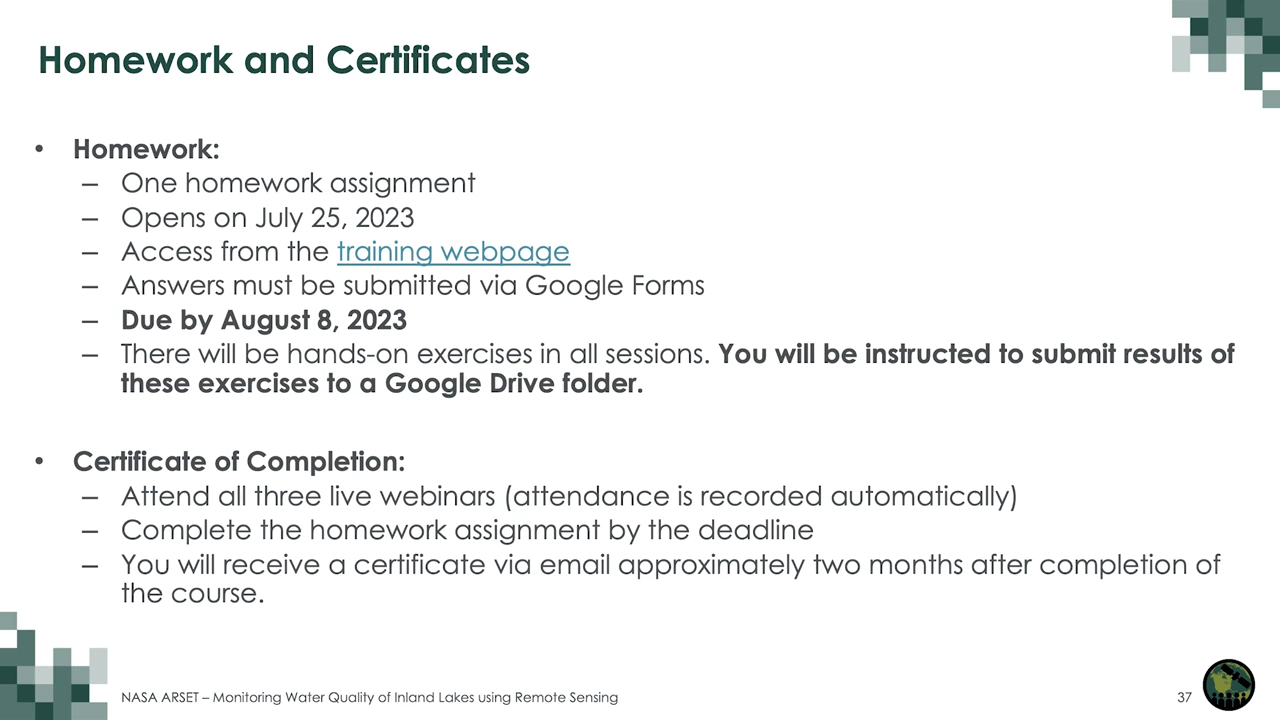 Homework and Certificates
• Homework:
– One homework assignment
– Opens on July 25, 2023
– Access from the training webpage
– Answers must be submitted via Google Forms
– Due by August 8, 2023
– There will be hands-on exercises in all sessions. You will be instructed to submit results of
these exercises to a Google Drive folder.
• Certificate of Completion:
– Attend all three live webinars (attendance is recorded automatically)
– Complete the homework assignment by the deadline
– You will receive a certificate via email approximately two months after completion of
the course.
NASA ARSET – Monitoring Water Quality of Inland Lakes using Remote Sensing
37